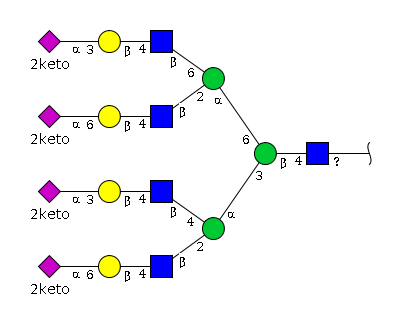 α 3 β 4
2keto β
6
2 α
α 6 β 4 β
2keto
6
β 4 ?
3
α 3 β 4
2keto β α
4
2
α 6 β 4 β
2keto